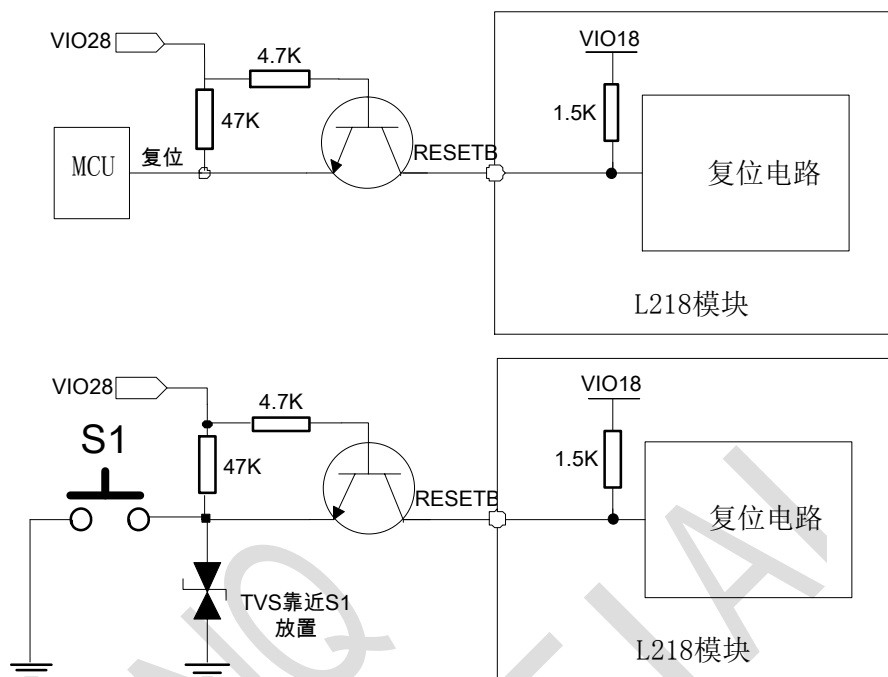 VIO28
4.7K
47K
MCU
复位
RESETB
VIO18
1.5K
复位电路
L218模块
VIO28
4.7K
S1
47K
RESETB
TVS靠近S1
放置
VIO18
1.5K
复位电路
L218模块